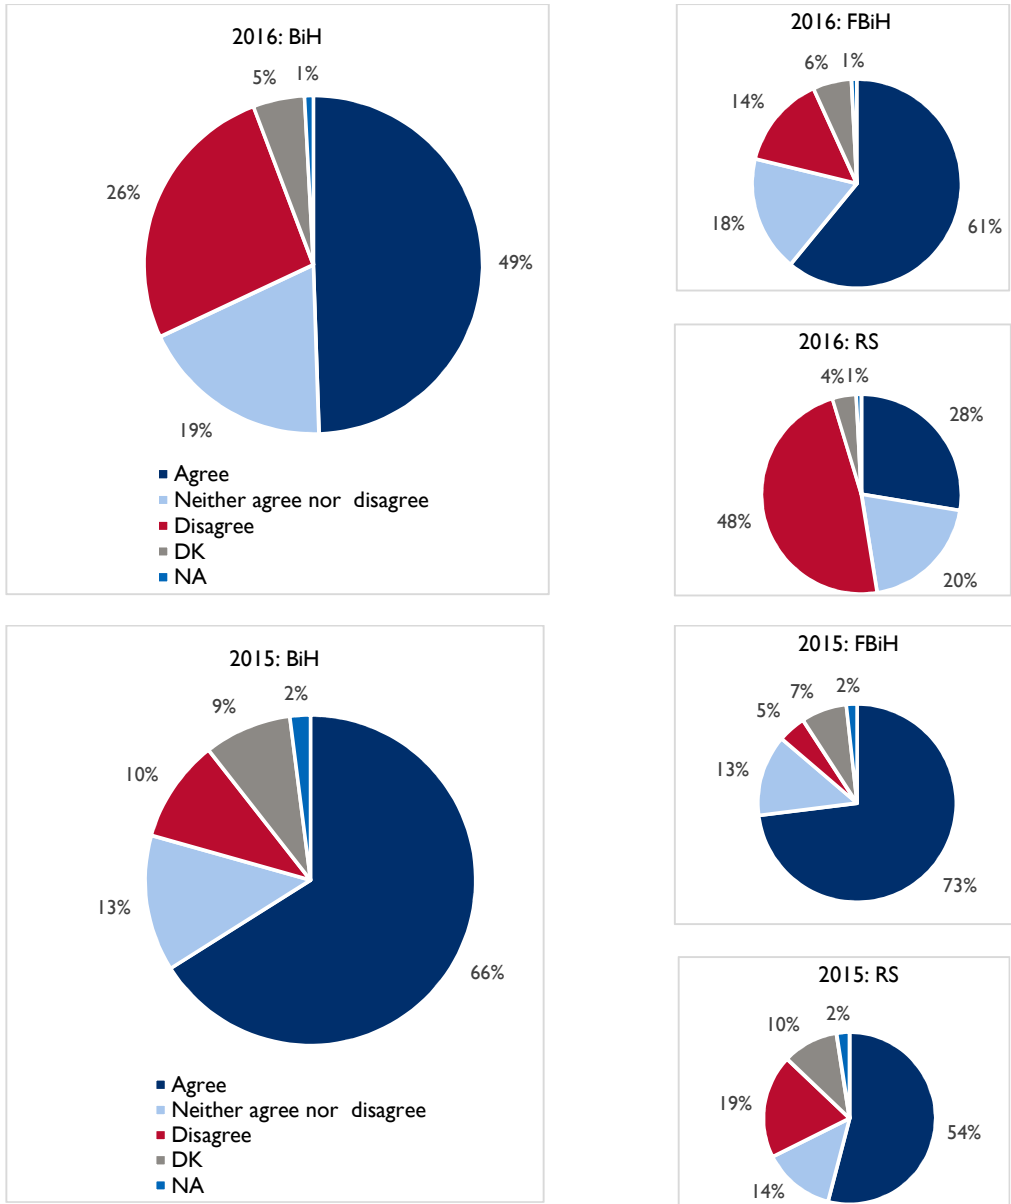 2016: BiH
5%
1%
26%
49%
19%
Agree
Neither agree nor disagree
Disagree
DK
NA
2016: FBiH
6%
1%
14%
18%
61%
2016: RS
4%
1%
28%
48%
20%
2015: BiH
2%
9%
10%
13%
66%
Agree
Neither agree nor disagree
Disagree
DK
NA
2015: FBiH
7%
2%
5%
13%
73%
2015: RS
10%
2%
19%
54%
14%